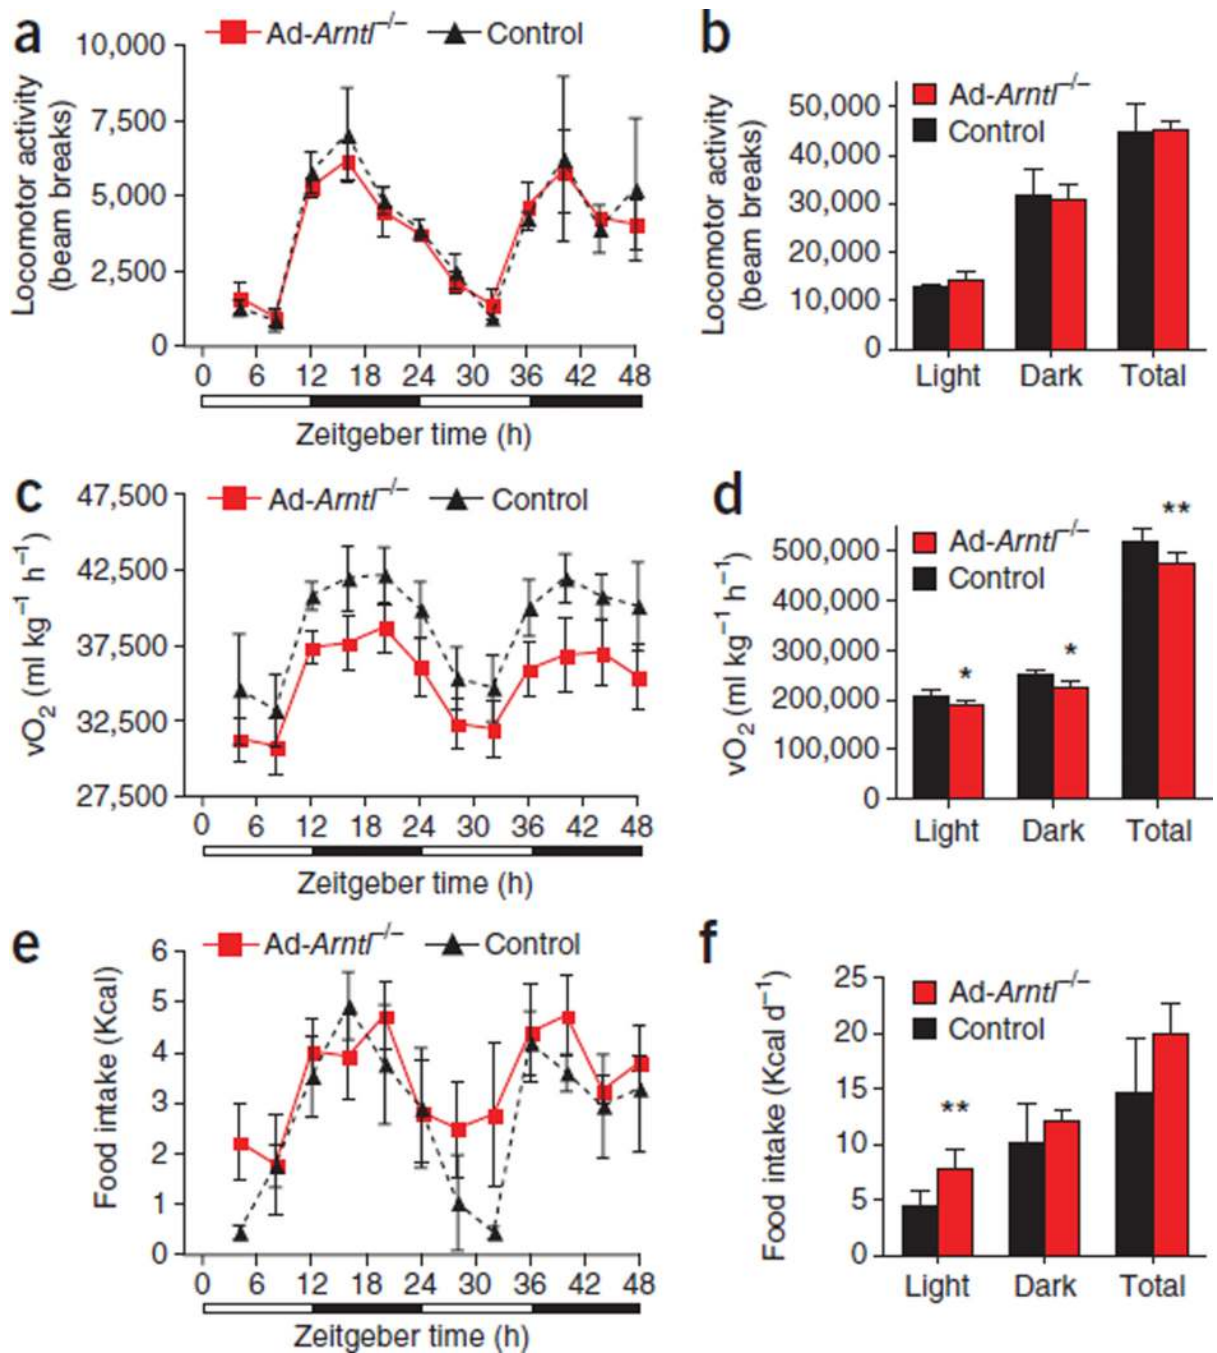 a
Ad-Arntl−/− Control
10,000
7,500
5,000
2,500
0
Locomotor activity
(beam breaks)
0 6 12 18 24 30 36 42 48
Zeitgeber time (h)
b
Ad-Arntl−/−
Control
50,000
40,000
30,000
20,000
10,000
0
Locomotor activity
(beam breaks)
Light Dark Total
c
Ad-Arntl−/− Control
47,500
42,500
37,500
32,500
27,500
vO2 (ml kg−1 h−1)
0 6 12 18 24 30 36 42 48
Zeitgeber time (h)
d
**
Ad-Arntl−/−
Control
500,000
400,000
300,000
200,000
100,000
0
* *
vO2 (ml kg−1 h−1)
Light Dark Total
e
Ad-Arntl−/− Control
6
5
4
3
2
1
0
Food intake (Kcal)
0 6 12 18 24 30 36 42 48
Zeitgeber time (h)
f
Ad-Arntl−/−
Control
25
20
15
10
5
0
**
Food intake (Kcal d−1)
Light Dark Total